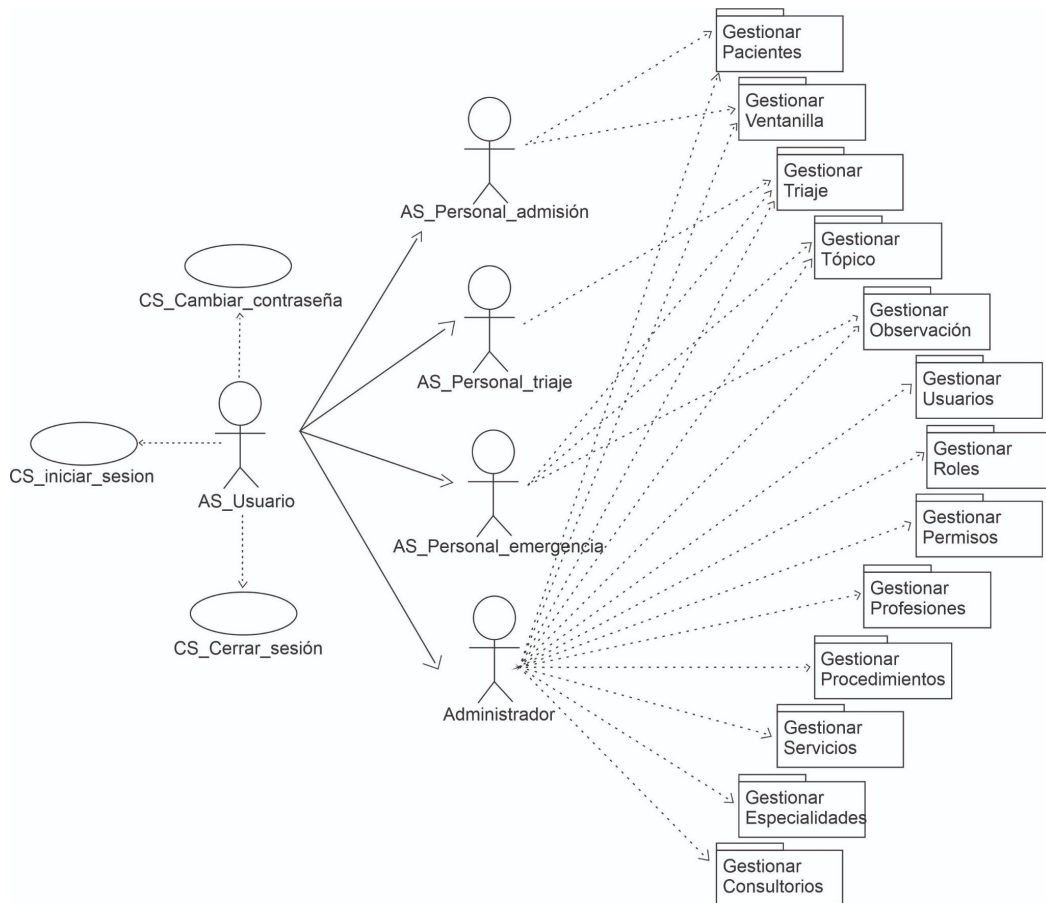 Gestionar
Pacientes
Gestionar
Ventanilla
Gestionar
Triaje
Gestionar
Tópico
Gestionar
Observación
Gestionar
Usuarios
Gestionar
Roles
Gestionar
Permisos
Gestionar
Profesiones
Gestionar
Procedimientos
Gestionar
Servicios
Gestionar
Especialidades
Gestionar
Consultorios
AS_Personal_admisión
AS_Personal_triaje
AS_Personal_emergencia
Administrador
CS_Cambiar_contraseña
CS_iniciar_sesion
AS_Usuario
CS_Cerrar_sesión